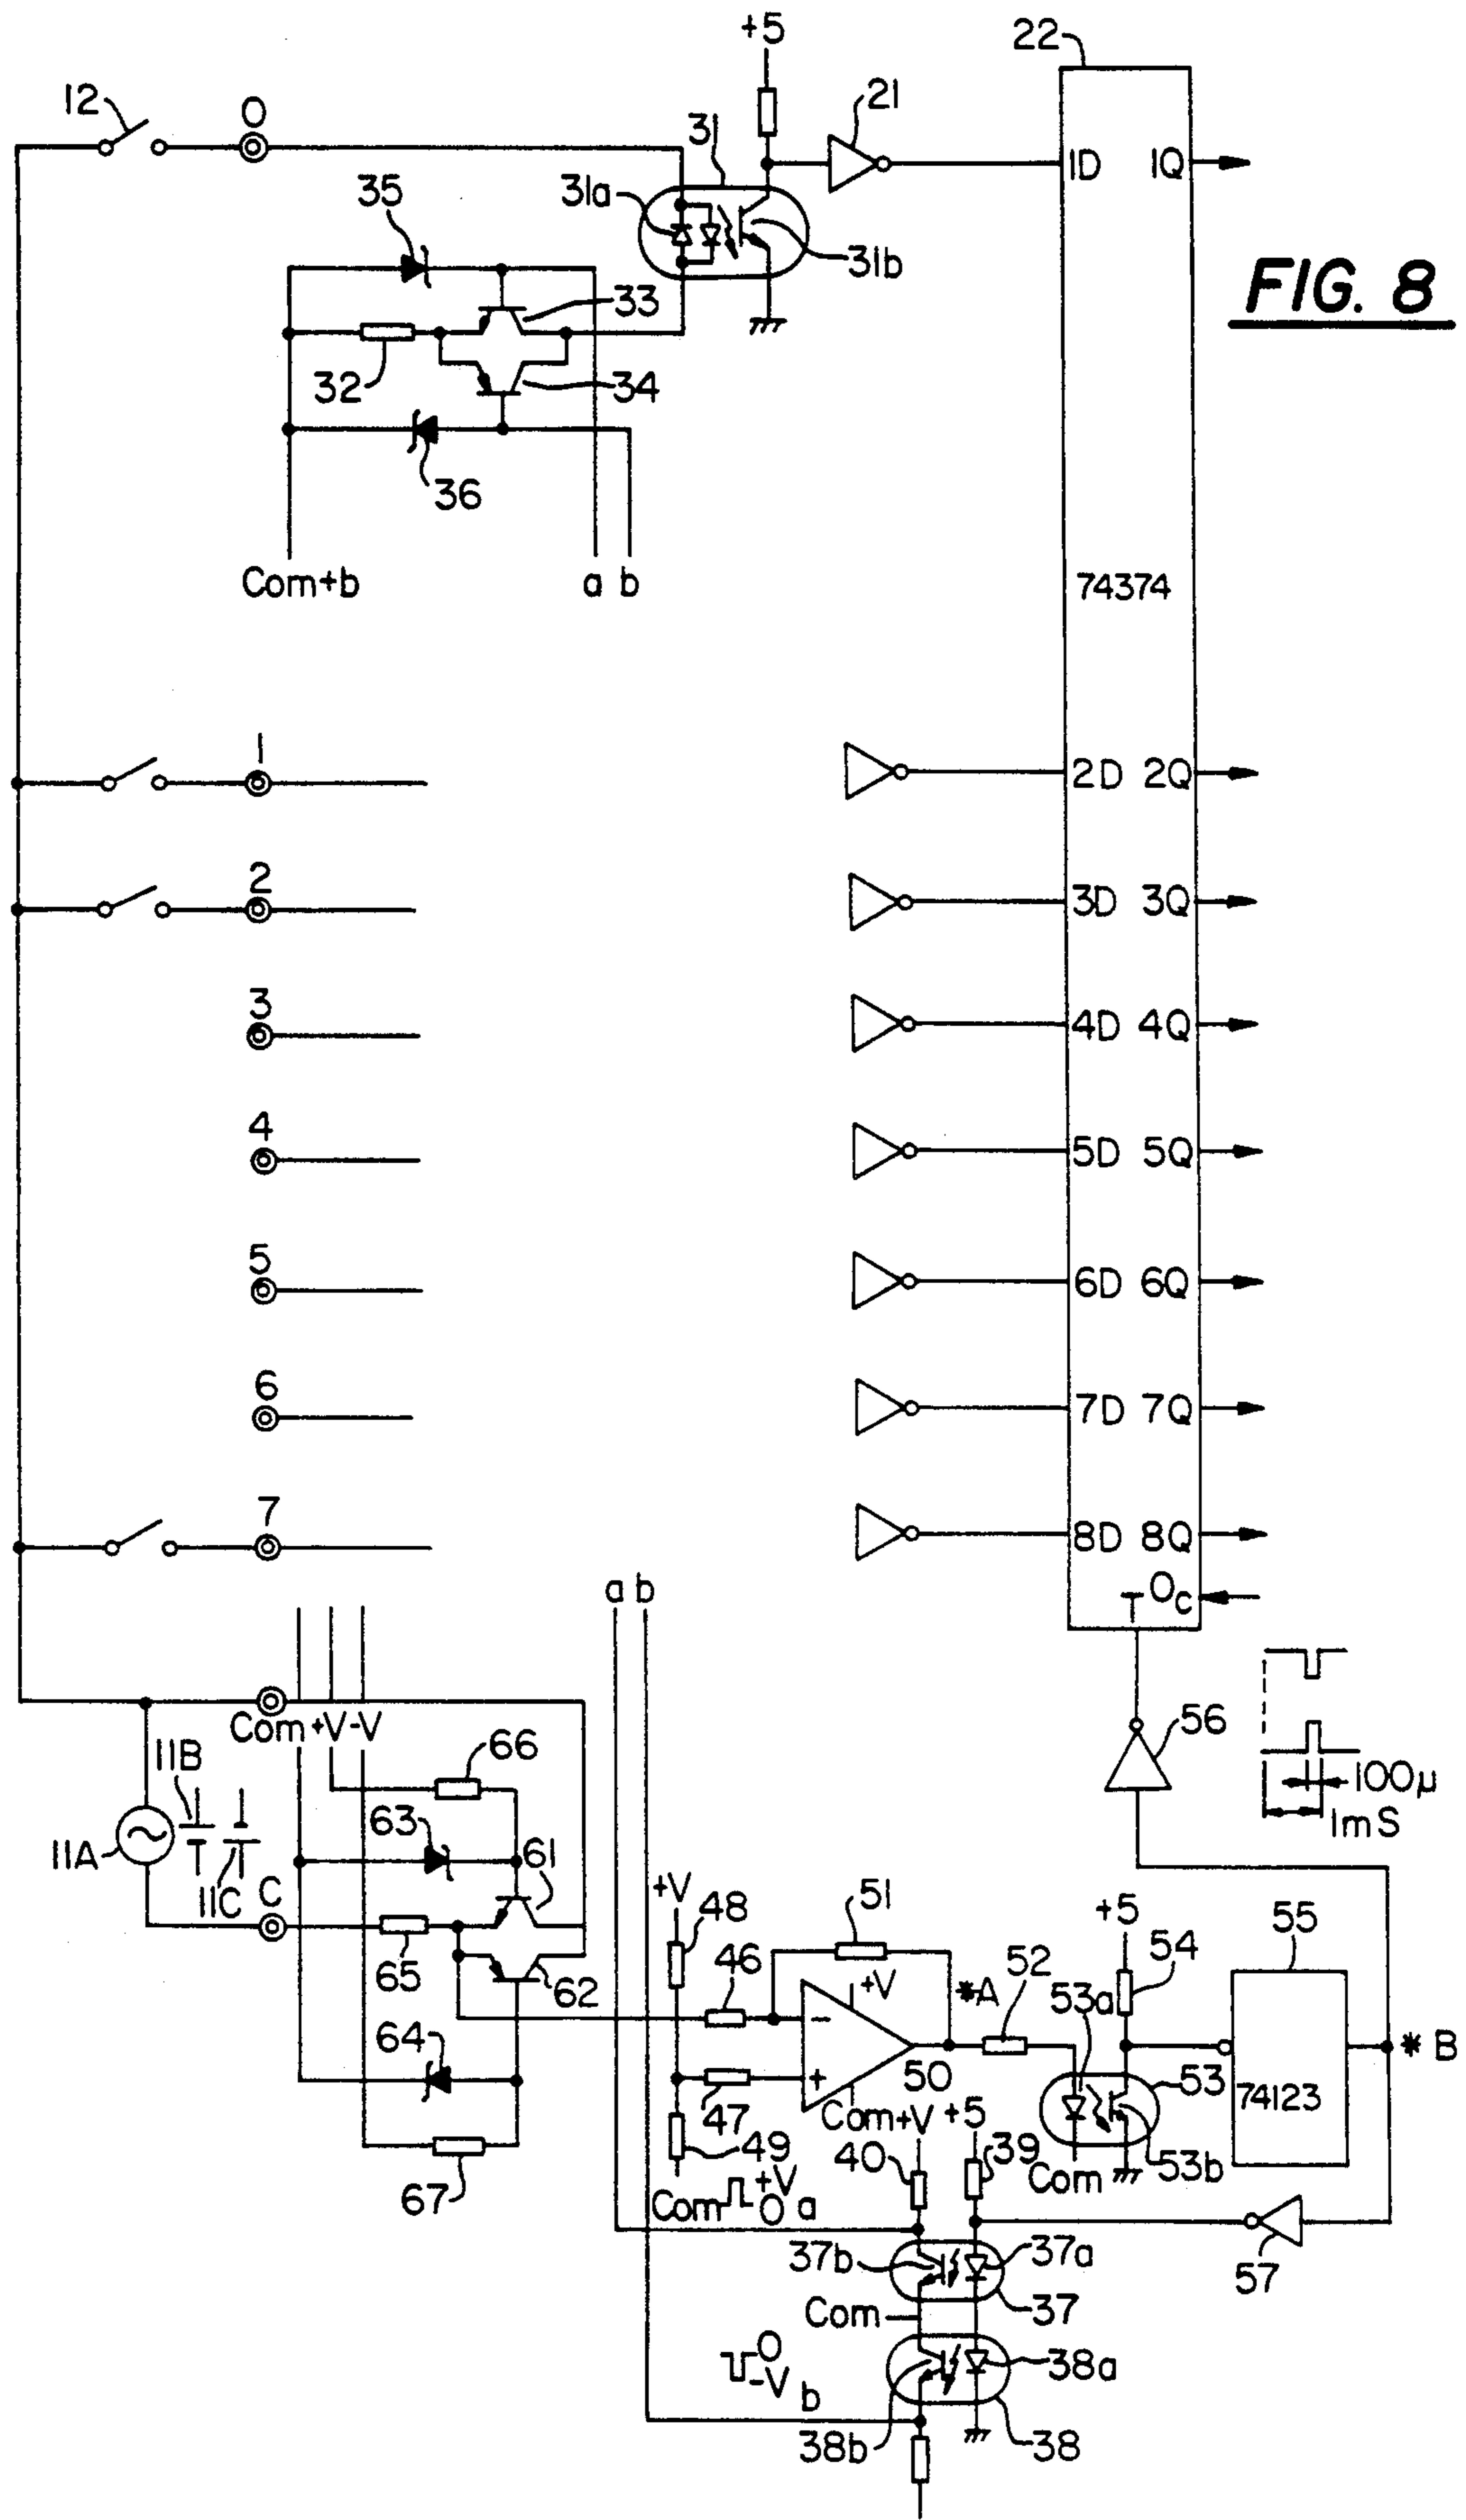 +5
22
12
0
21
31
35
31a
1D 1Q
31b
33
FIG. 8
32
34
36
Com+b
a b
74374
1
2D 2Q
2
3D 3Q
3
4D 4Q
4
5D 5Q
5
6D 6Q
6
7D 7Q
7
8D 8Q
a b
T Oc
Com +V -V
56
11B
66
100μ
1mS
63
11A
61
11C
C
+V
48
51
+5
55
65
62
46
+V
*A
52
53a
54
64
−
*B
+
50
53
74123
47
Com +V +5
49
40
39
Com
53b
67
Com
+V
0 a
37b
37a
57
Com
37
0
-V
b
38a
38b
38